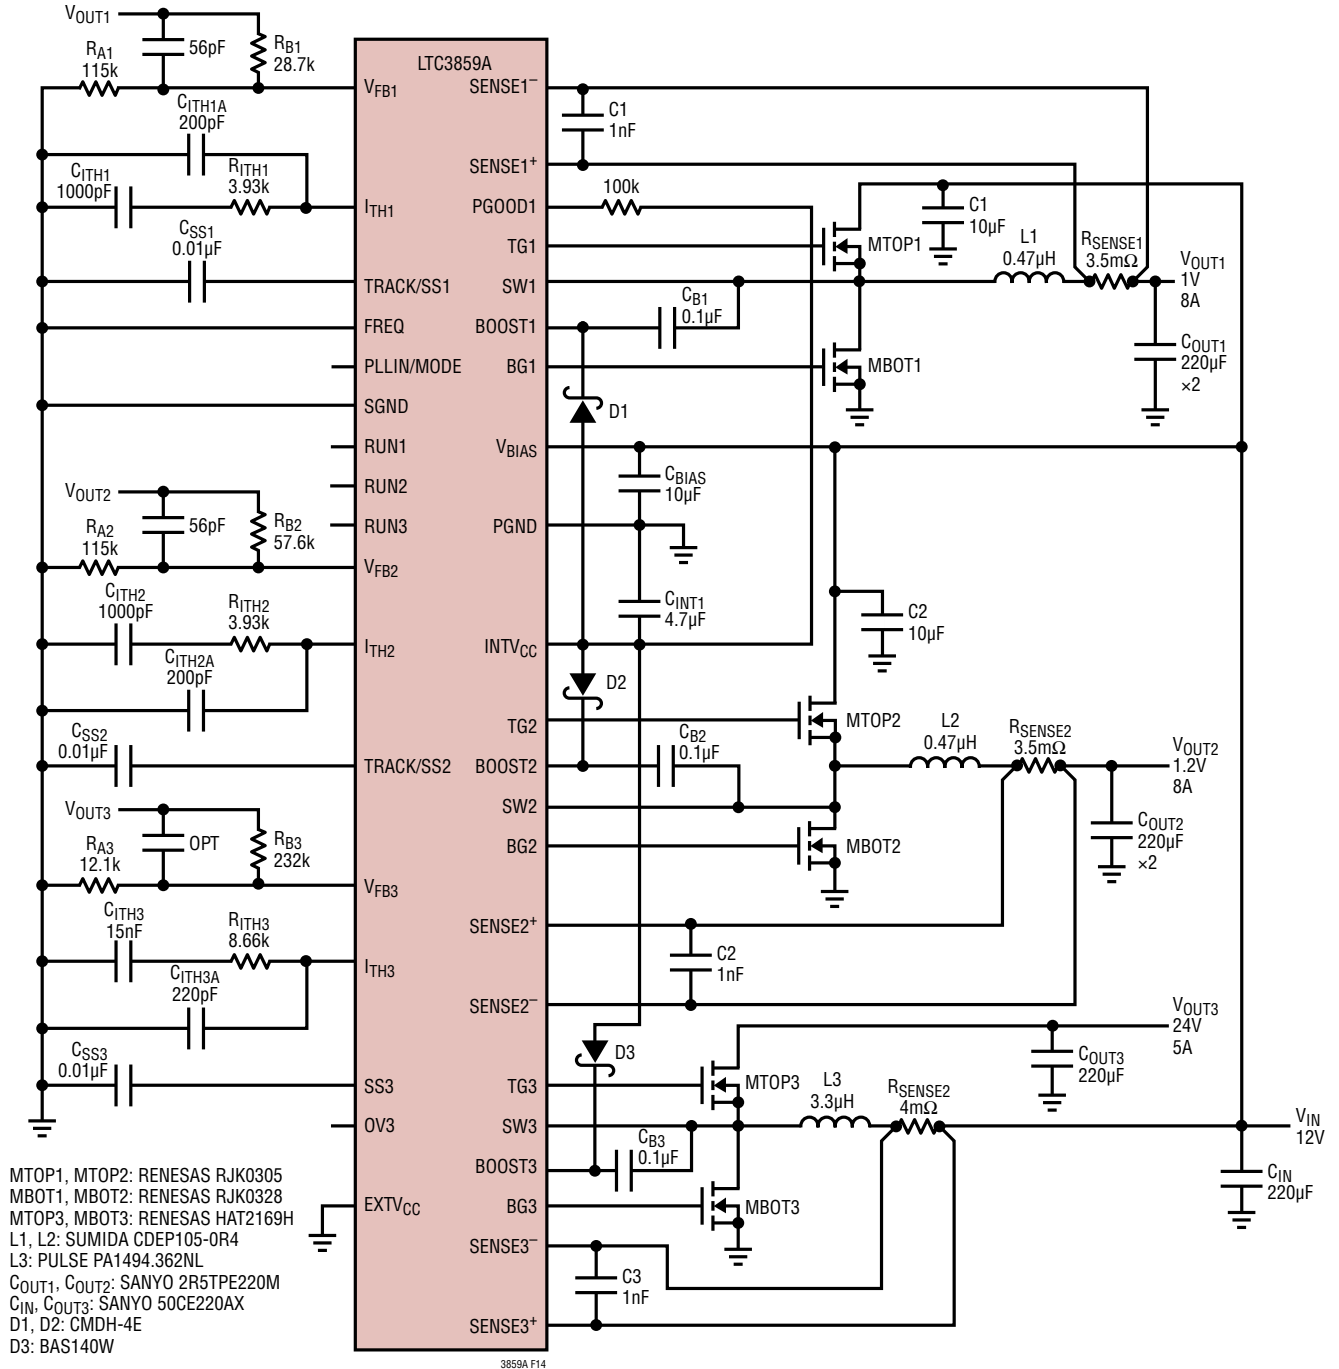 VOUT1
56pF
RB1
28.7k
RA1
115k
CITH1A
200pF
CITH1
1000pF
RITH1
3.93k
CSS1
0.01µF
LTC3859A
VFB1
ITH1
TRACK/SS1
FREQ
PLLIN/MODE
SGND
RUN1
RUN2
RUN3
VFB2
ITH2
TRACK/SS2
VFB3
ITH3
SS3
OV3
EXTVCC
SENSE1–
SENSE1+
PGOOD1
TG1
SW1
BOOST1
BG1
VBIAS
PGND
INTVCC
TG2
BOOST2
SW2
BG2
SENSE2+
SENSE2–
TG3
SW3
BOOST3
BG3
SENSE3–
SENSE3+
C1
1nF
100k
MTOP1
C1
10µF
L1
0.47µH
RSENSE1
3.5mΩ
VOUT1
1V
8A
CB1
0.1µF
MBOT1
COUT1
220µF
×2
D1
CBIAS
10µF
CINT1
4.7µF
C2
10µF
VOUT2
56pF
RB2
57.6k
RA2
115k
CITH2
1000pF
RITH2
3.93k
CITH2A
200pF
CSS2
0.01µF
D2
MTOP2
L2
0.47µH
RSENSE2
3.5mΩ
VOUT2
1.2V
8A
CB2
0.1µF
MBOT2
COUT2
220µF
×2
VOUT3
OPT
RB3
232k
RA3
12.1k
CITH3
15nF
RITH3
8.66k
CITH3A
220pF
CSS3
0.01µF
C2
1nF
D3
VOUT3
24V
5A
COUT3
220µF
MTOP3
L3
3.3µH
RSENSE2
4mΩ
VIN
12V
CB3
0.1µF
MBOT3
CIN
220µF
C3
1nF
MTOP1, MTOP2: RENESAS RJK0305
MBOT1, MBOT2: RENESAS RJK0328
MTOP3, MBOT3: RENESAS HAT2169H
L1, L2: SUMIDA CDEP105-0R4
L3: PULSE PA1494.362NL
COUT1, COUT2: SANYO 2R5TPE220M
CIN, COUT3: SANYO 50CE220AX
D1, D2: CMDH-4E
D3: BAS140W
3859A F14